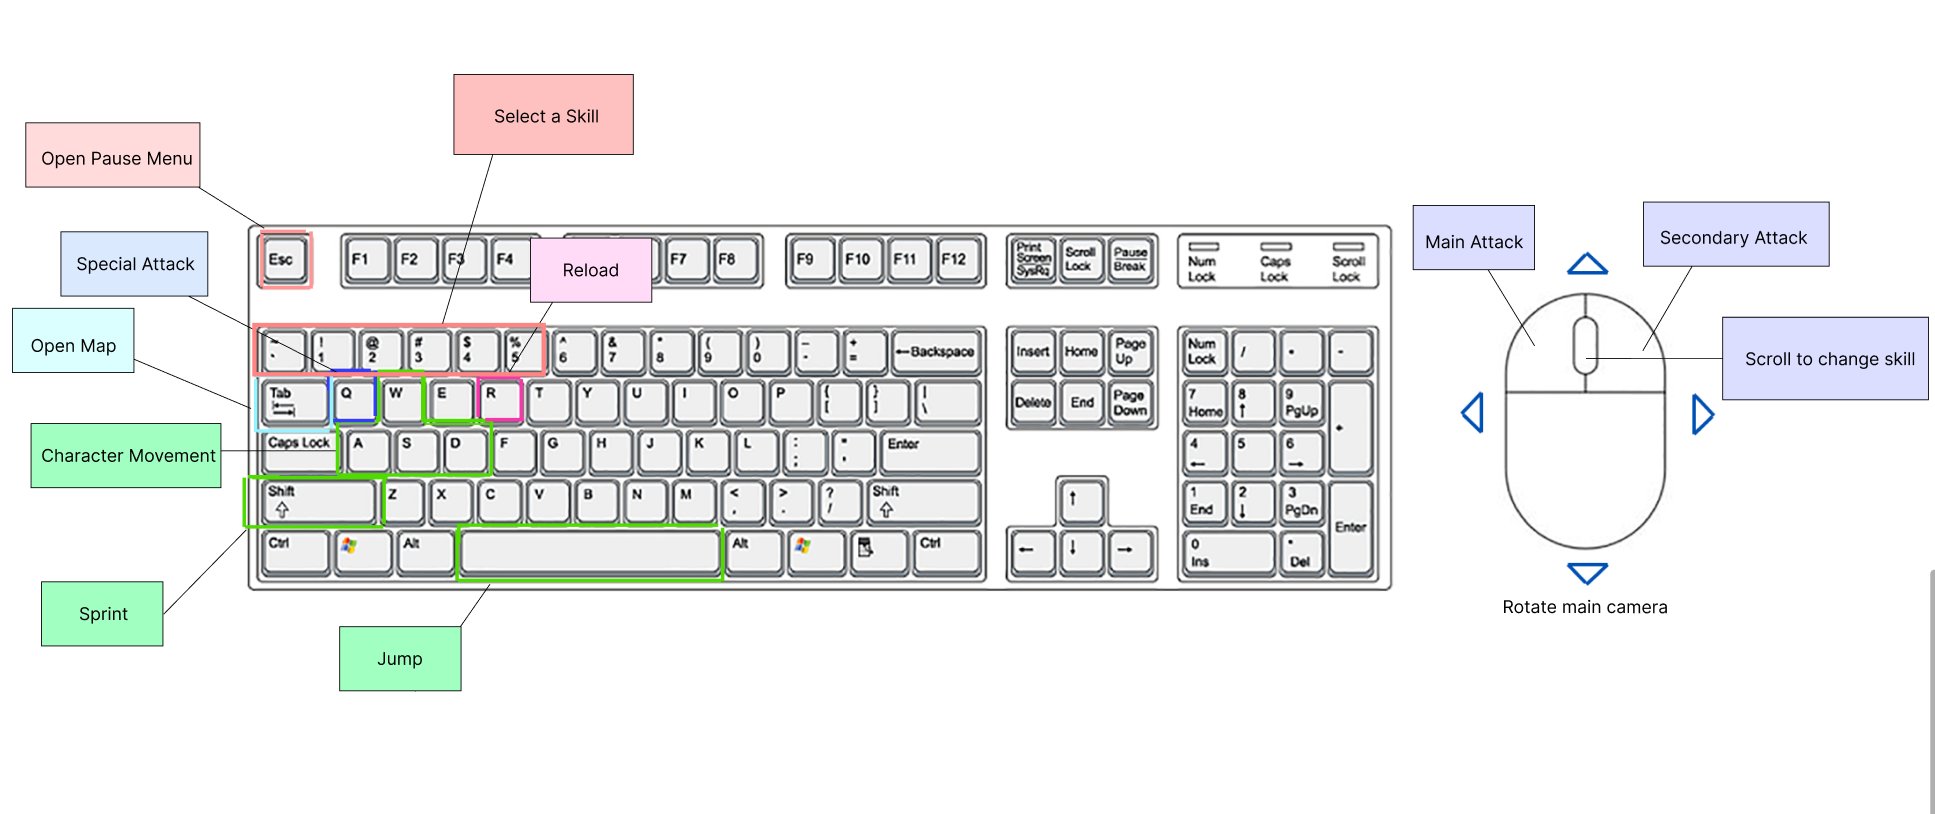 Select a Skill
Open Pause Menu
Main Attack
Secondary Attack
Special Attack
Reload
Open Map
Scroll to change skill
Character Movement
Sprint
Jump
Rotate main camera
Esc F1 F2 F3 F4 F7 F8 F9 F10 F11 F12
Print Screen SysRq
Scroll Lock
Pause Break
Num Lock
Caps Lock
Scroll Lock
~ `
! 1
@ 2
# 3
$ 4
% 5
^ 6
& 7
* 8
( 9
) 0
_ -
+ =
←Backspace
Insert Home Page Up
Num Lock / * -
Tab Q W E R T Y U I O P { [ } ] | \
Delete End Page Down
7 Home
8 ↑
9 PgUp
+
Caps Lock A S D F G H J K L : ; " ' Enter
4 ←
5
6 →
Shift Z X C V B N M < , > . ? / Shift
↑
1 End
2 ↓
3 PgDn
Enter
Ctrl Alt Alt Ctrl
← ↓ →
0 Ins
. Del